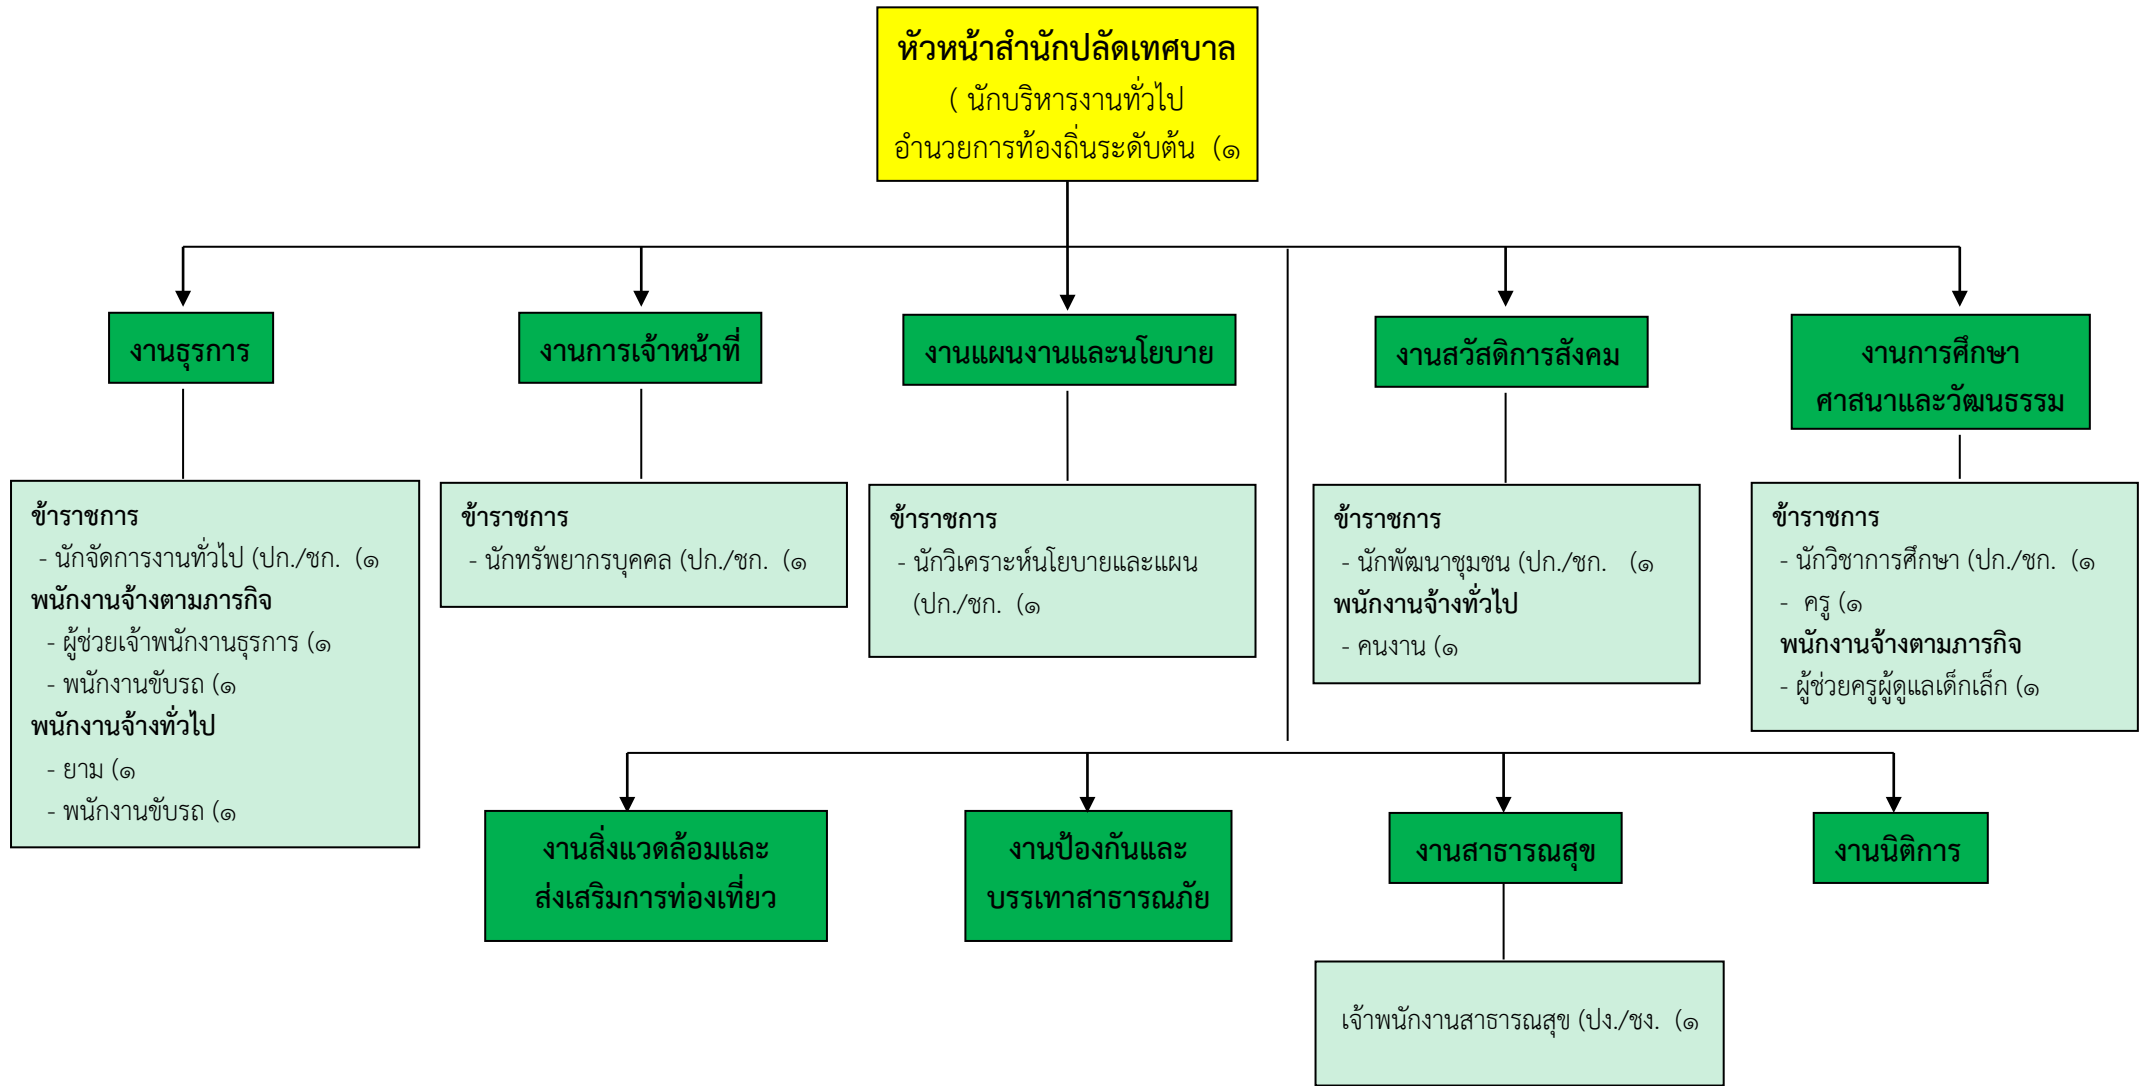 หัวหน้าสำนักปลัดเทศบาล
( นักบริหารงานทั่วไป
อำนวยการท้องถิ่นระดับต้น (๑
งานธุรการ
งานการเจ้าหน้าที่
งานแผนงานและนโยบาย
งานสวัสดิการสังคม
งานการศึกษา
ศาสนาและวัฒนธรรม
ข้าราชการ
- นักจัดการงานทั่วไป (ปก./ชก. (๑
พนักงานจ้างตามภารกิจ
- ผู้ช่วยเจ้าพนักงานธุรการ (๑
- พนักงานขับรถ (๑
พนักงานจ้างทั่วไป
- ยาม (๑
- พนักงานขับรถ (๑
ข้าราชการ
- นักทรัพยากรบุคคล (ปก./ชก. (๑
ข้าราชการ
- นักวิเคราะห์นโยบายและแผน
(ปก./ชก. (๑
ข้าราชการ
- นักพัฒนาชุมชน (ปก./ชก. (๑
พนักงานจ้างทั่วไป
- คนงาน (๑
ข้าราชการ
- นักวิชาการศึกษา (ปก./ชก. (๑
- ครู (๑
พนักงานจ้างตามภารกิจ
- ผู้ช่วยครูผู้ดูแลเด็กเล็ก (๑
งานสิ่งแวดล้อมและ
ส่งเสริมการท่องเที่ยว
งานป้องกันและ
บรรเทาสาธารณภัย
งานสาธารณสุข
งานนิติการ
เจ้าพนักงานสาธารณสุข (ปง./ชง. (๑